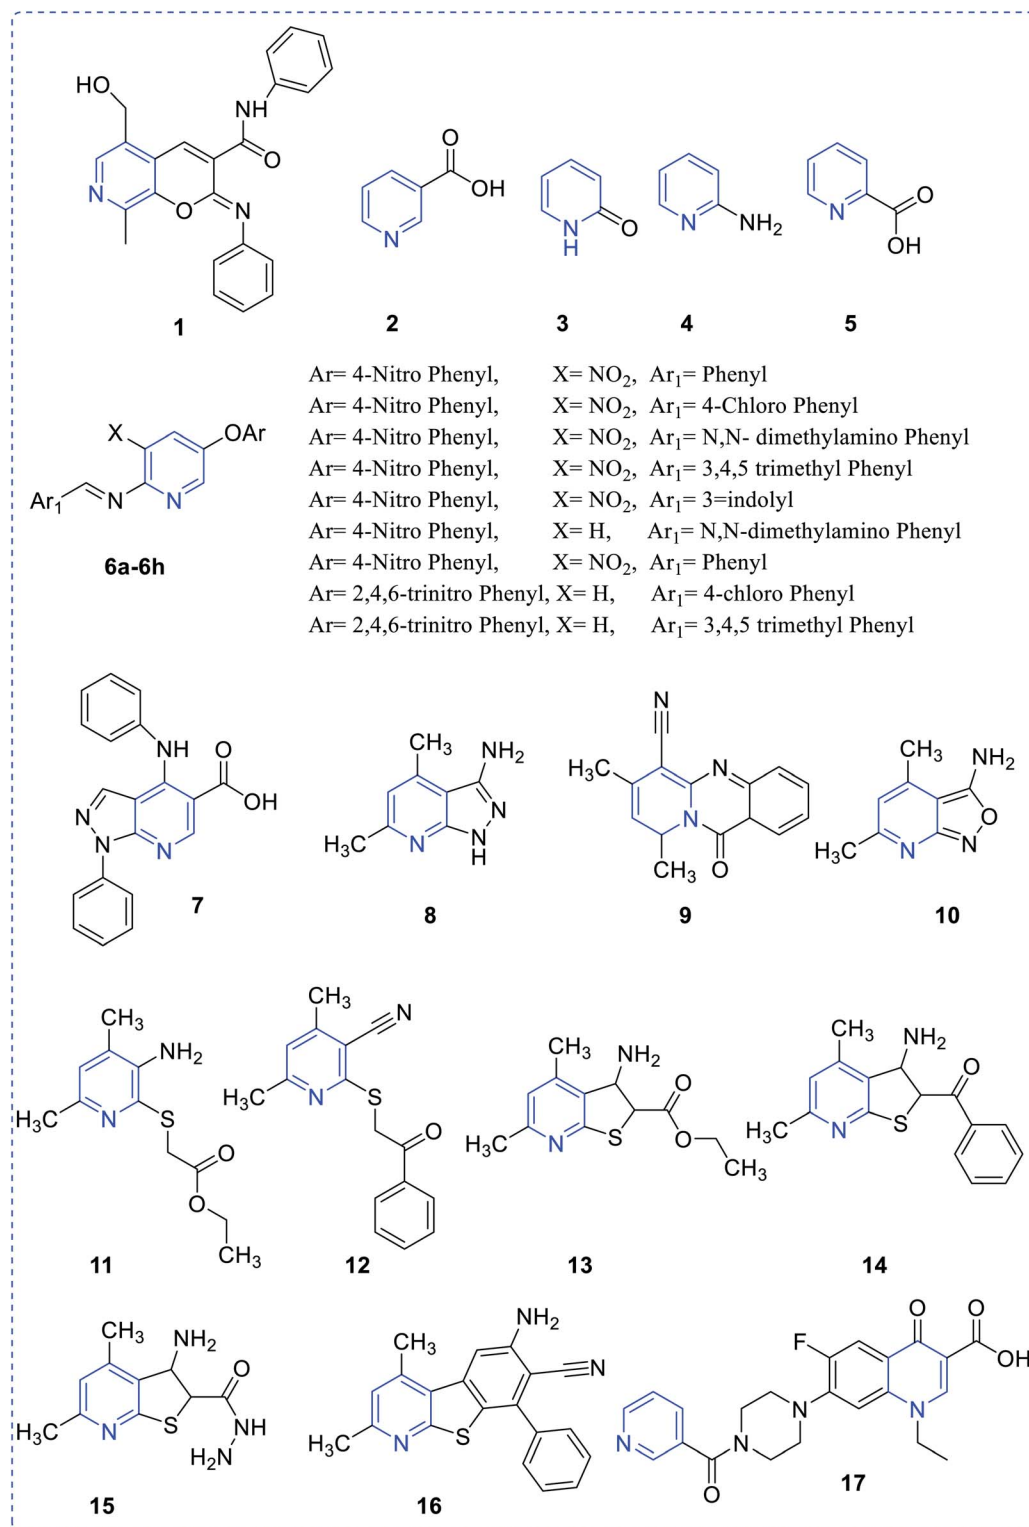 HO
NH
O
N
O
N
1
O
OH
N
2
N
H
O
3
N
NH2
4
N
O
OH
5
Ar= 4-Nitro Phenyl, X= NO2, Ar1= Phenyl
Ar= 4-Nitro Phenyl, X= NO2, Ar1= 4-Chloro Phenyl
Ar= 4-Nitro Phenyl, X= NO2, Ar1= N,N- dimethylamino Phenyl
Ar= 4-Nitro Phenyl, X= NO2, Ar1= 3,4,5 trimethyl Phenyl
Ar= 4-Nitro Phenyl, X= NO2, Ar1= 3=indolyl
Ar= 4-Nitro Phenyl, X= H, Ar1= N,N-dimethylamino Phenyl
Ar= 4-Nitro Phenyl, X= NO2, Ar1= Phenyl
Ar= 2,4,6-trinitro Phenyl, X= H, Ar1= 4-chloro Phenyl
Ar= 2,4,6-trinitro Phenyl, X= H, Ar1= 3,4,5 trimethyl Phenyl
X
OAr
Ar1
N
N
6a-6h
NH
O
OH
N
N
N
7
CH3
NH2
N
H3C
N
N
H
8
N
H3C
N
N
CH3
O
9
CH3
NH2
O
H3C
N
N
10
CH3
NH2
H3C
N
S
O
O
CH3
11
CH3
N
H3C
N
S
O
12
CH3
NH2
O
H3C
N
S
O
CH3
13
CH3
NH2
O
H3C
N
S
14
CH3
NH2
O
H3C
N
S
NH
H2N
15
NH2
CH3
N
H3C
N
S
16
O
O
F
OH
N
N
N
N
O
17